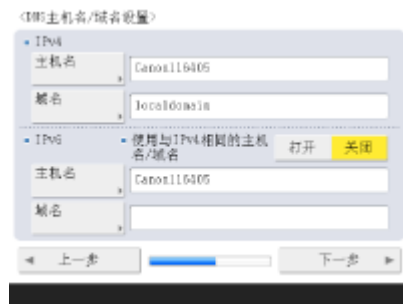 <DNS主机名/域名设置>
▪ IPv4
主机名
Canon116405
域名
localdomain
▪ IPv6
▪ 使用与IPv4相同的主机
名/域名
打开
关闭
主机名
Canon116405
域名
◀ 上一步
下一步 ▶